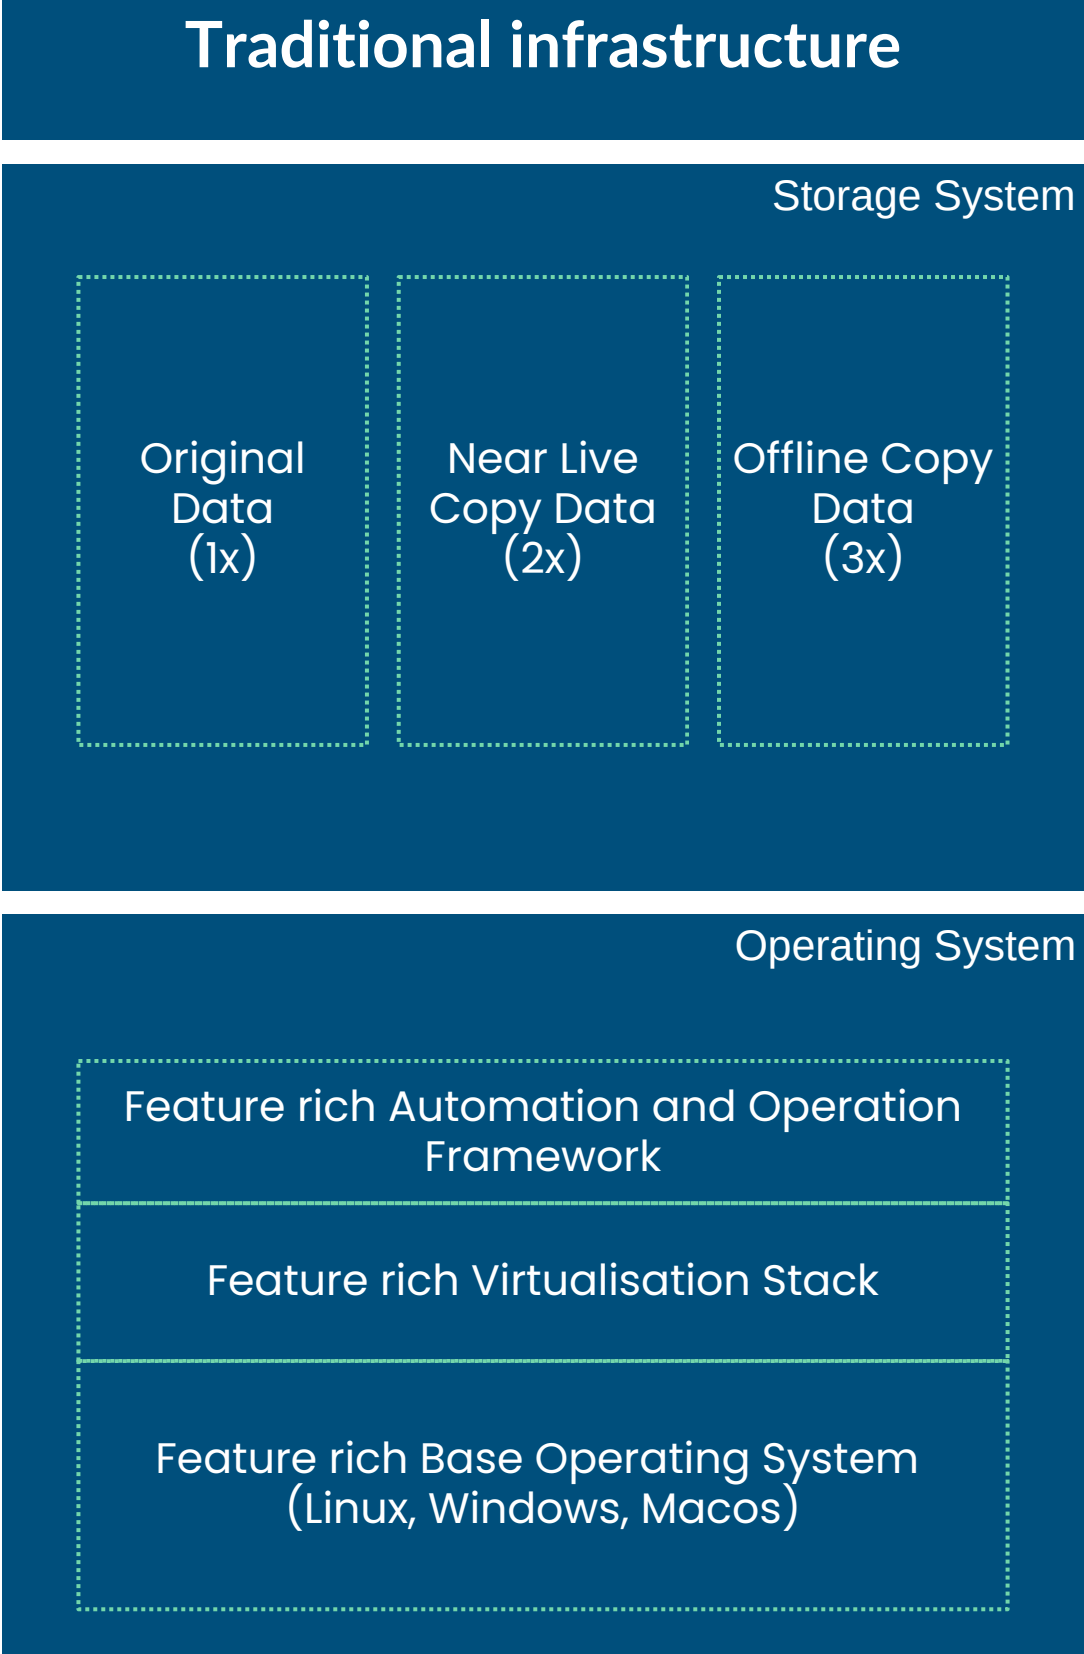 Traditional infrastructure
Storage System
Original
Data
(1x)
Near Live
Copy Data
(2x)
Offline Copy
Data
(3x)
Operating System
Feature rich Automation and Operation
Framework
Feature rich Virtualisation Stack
Feature rich Base Operating System
(Linux, Windows, Macos)